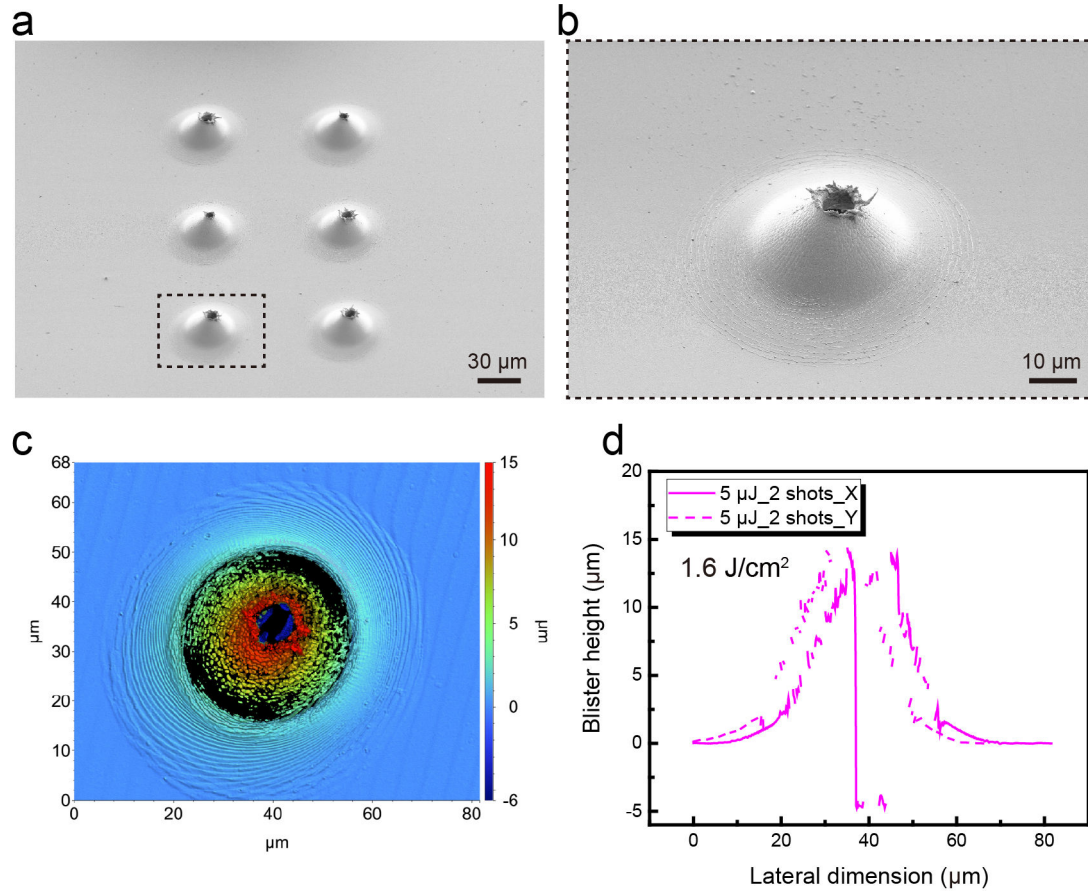 a
30 µm
b
10 µm
c
68
60
50
40
30
20
10
0
µm
0
20
40
60
80
µm
15
10
5
0
-6
µm
d
20
15
10
5
0
-5
Blister height (µm)
5 µJ_2 shots_X
5 µJ_2 shots_Y
1.6 J/cm²
0
20
40
60
80
Lateral dimension (µm)